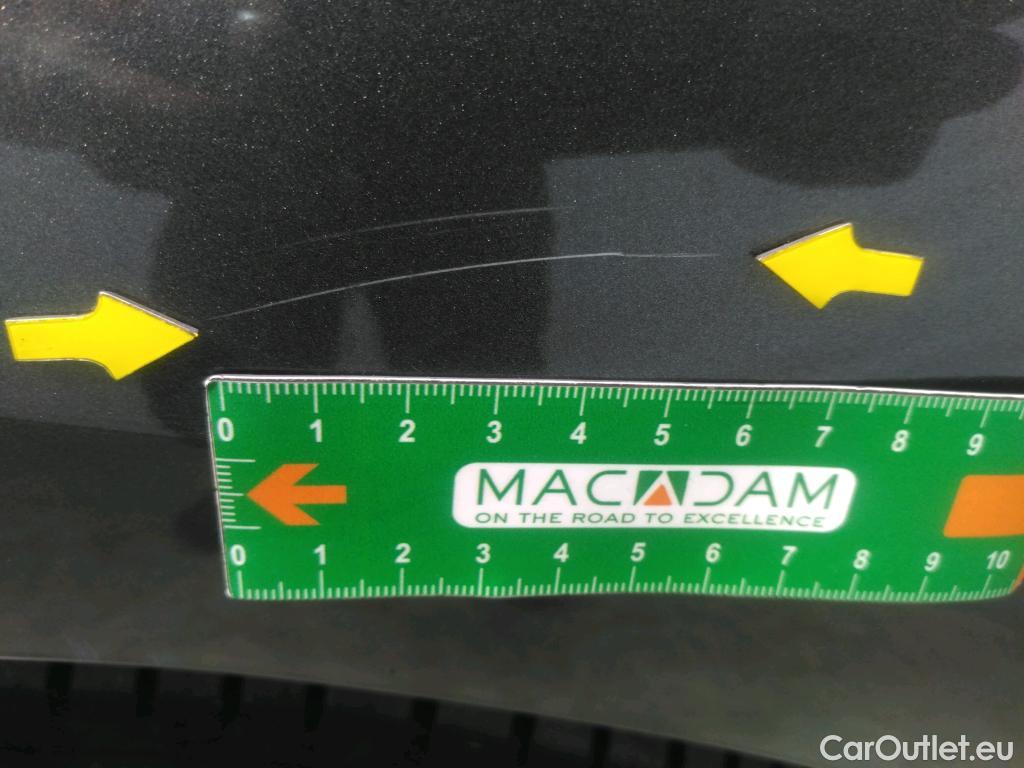 0 1 2 3 4 5 6 7 8 9
MACADAM
ON THE ROAD TO EXCELLENCE
0 1 2 3 4 5 6 7 8 9 10
CarOutlet.eu